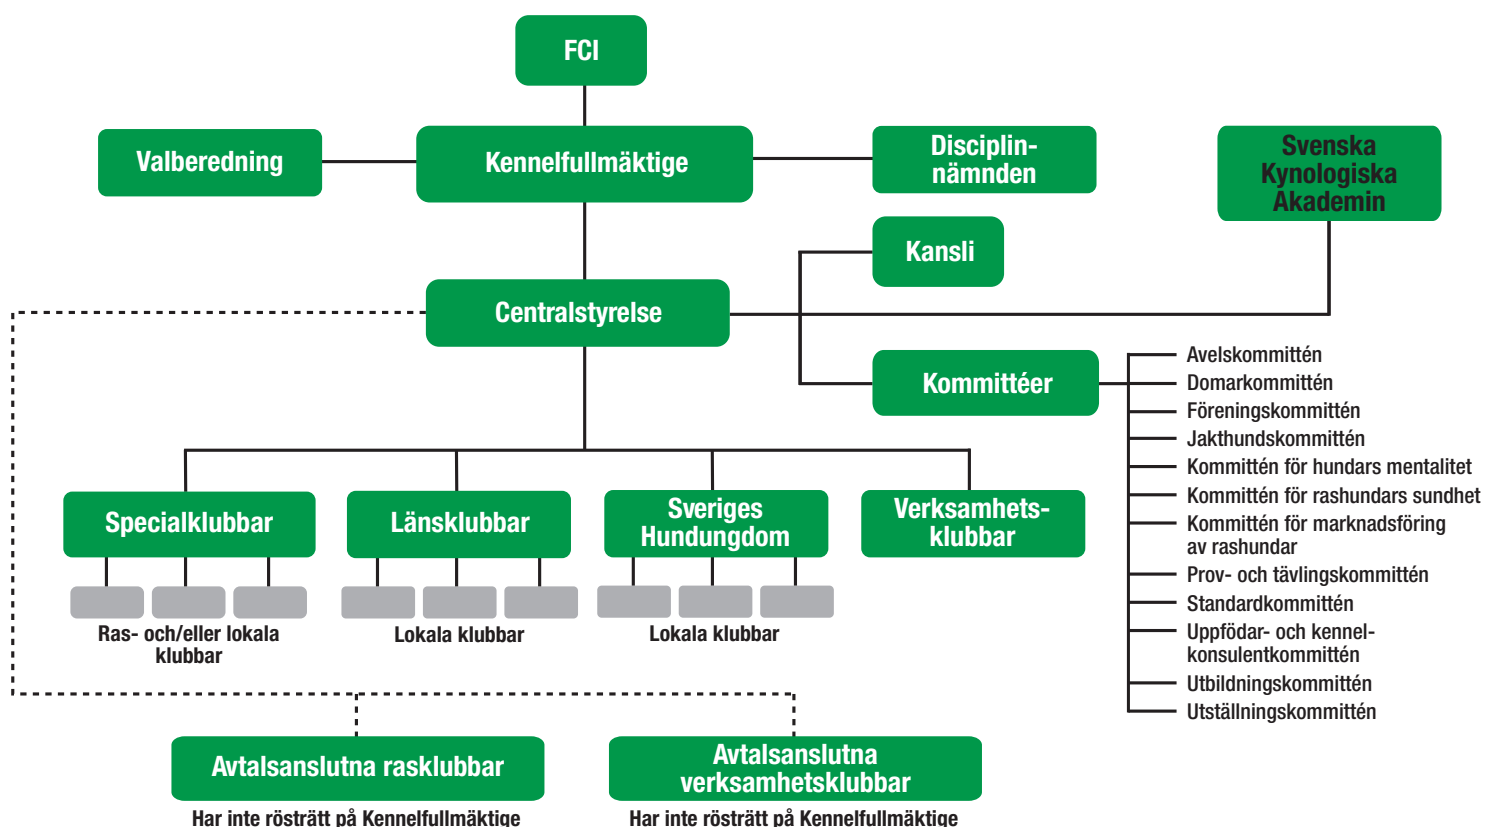 FCI
Valberedning
Kennelfullmäktige
Disciplin-
nämnden
Svenska
Kynologiska
Akademin
Kansli
Centralstyrelse
Kommittéer
Avelskommittén
Domarkommittén
Föreningskommittén
Jakthundskommittén
Kommittén för hundars mentalitet
Kommittén för rashundars sundhet
Kommittén för marknadsföring
av rashundar
Prov- och tävlingskommittén
Standardkommittén
Uppfödar- och kennel-
konsulentkommittén
Utbildningskommittén
Utställningskommittén
Specialklubbar
Länsklubbar
Sveriges
Hundungdom
Verksamhets-
klubbar
Ras- och/eller lokala
klubbar
Lokala klubbar
Lokala klubbar
Avtalsanslutna rasklubbar
Har inte rösträtt på Kennelfullmäktige
Avtalsanslutna
verksamhetsklubbar
Har inte rösträtt på Kennelfullmäktige